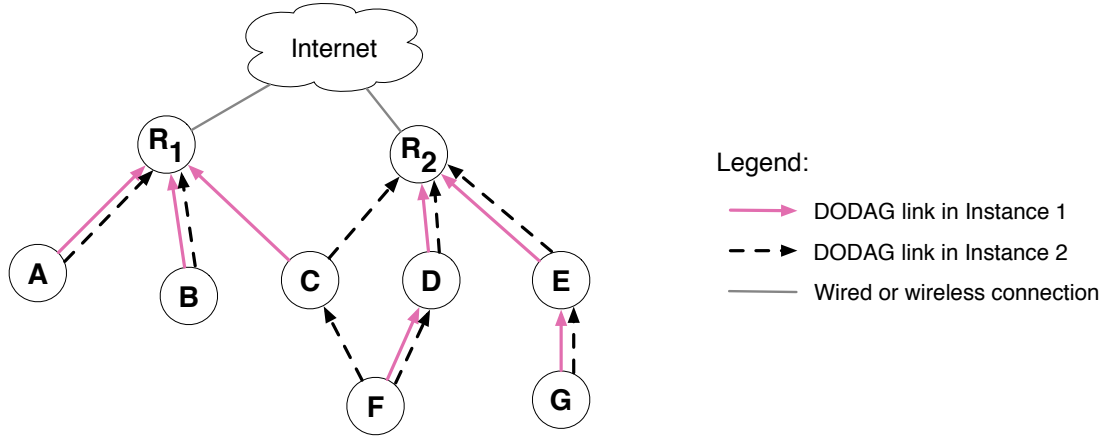 Internet
R1
R2
A
B
C
D
E
F
G
Legend:
DODAG link in Instance 1
DODAG link in Instance 2
Wired or wireless connection